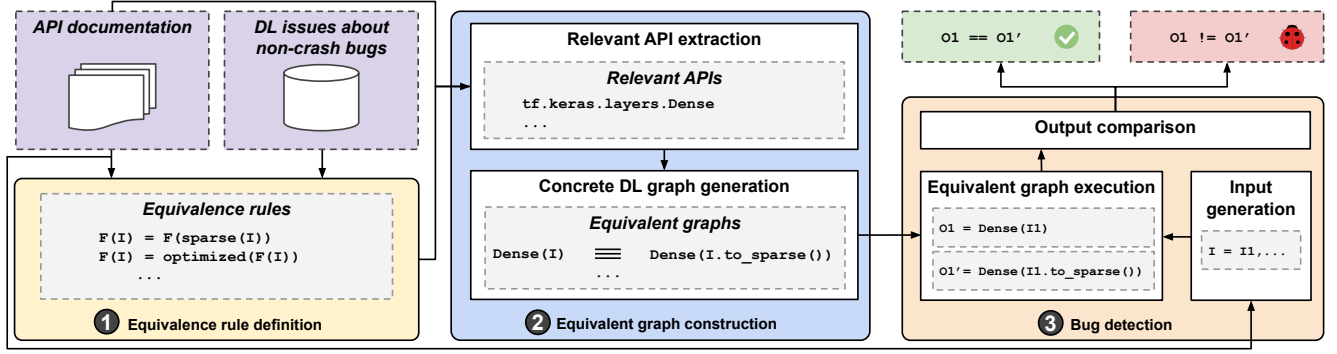 API documentation
DL issues about
non-crash bugs
Equivalence rules
F(I) = F(sparse(I))
F(I) = optimized(F(I))
...
1 Equivalence rule definition
Relevant API extraction
Relevant APIs
tf.keras.layers.Dense
...
Concrete DL graph generation
Equivalent graphs
Dense(I) ≡ Dense(I.to_sparse())
...
2 Equivalent graph construction
O1 == O1’
O1 != O1’
Output comparison
Equivalent graph execution
O1 = Dense(I1)
O1’= Dense(I1.to_sparse())
Input
generation
I = I1,...
3 Bug detection